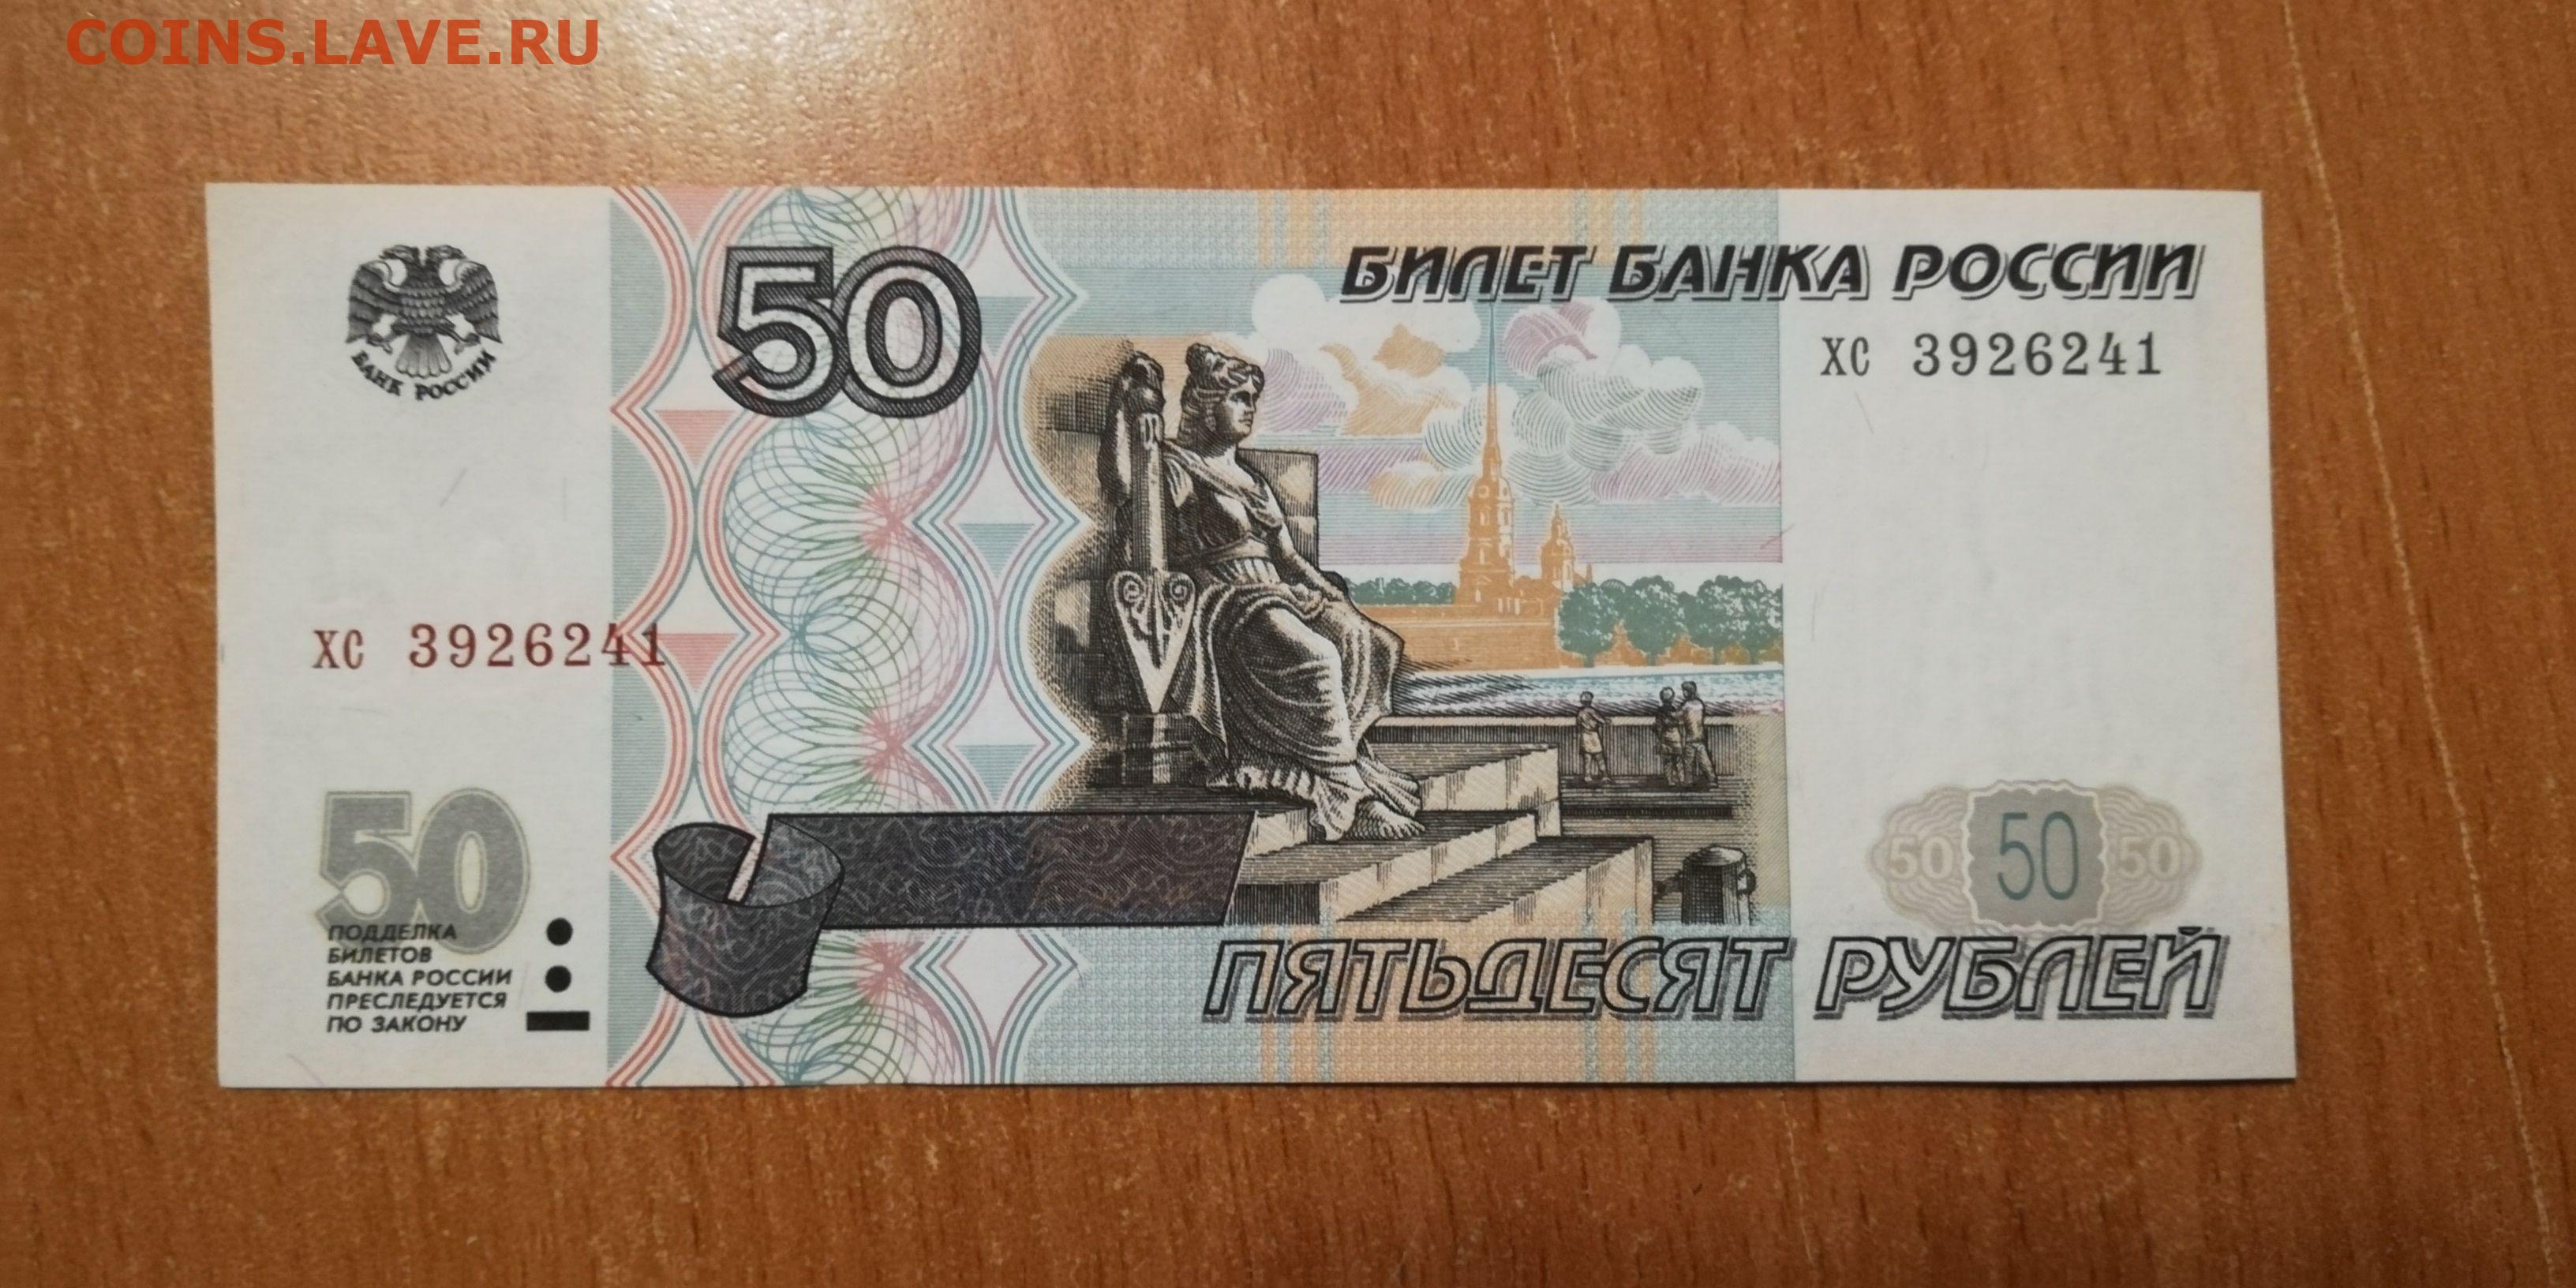 COINS.LAVE.RU
50
БИЛЕТ БАНКА РОССИИ
хс 3926241
БАНК РОССИИ
хс 3926241
50
50 50 50
ПОДДЕЛКА
БИЛЕТОВ
БАНКА РОССИИ
ПРЕСЛЕДУЕТСЯ
ПО ЗАКОНУ
ПЯТЬДЕСЯТ РУБЛЕЙ